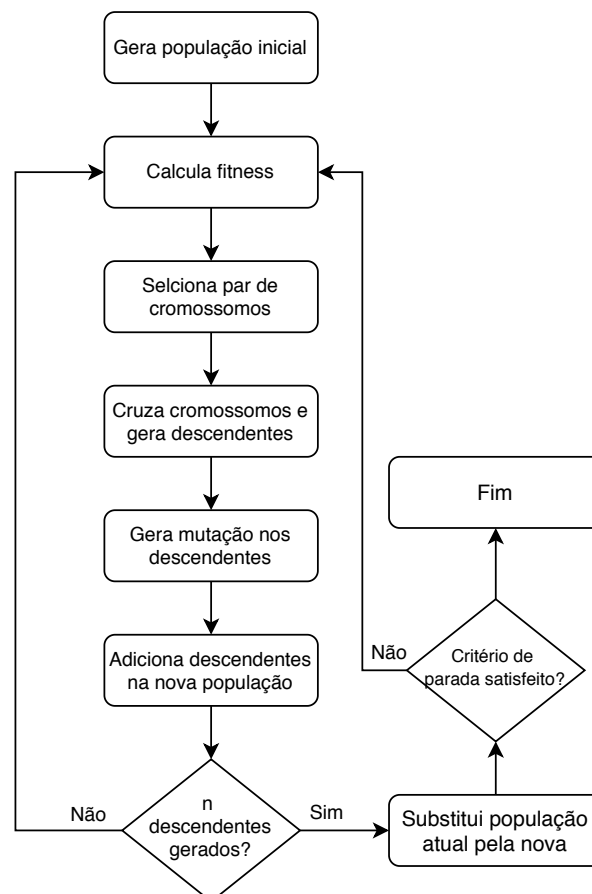 Gera população inicial
Calcula fitness
Selciona par de
cromossomos
Cruza cromossomos e
gera descendentes
Gera mutação nos
descendentes
Adiciona descendentes
na nova população
n
descendentes
gerados?
Não
Sim
Substitui população
atual pela nova
Critério de
parada satisfeito?
Não
Fim